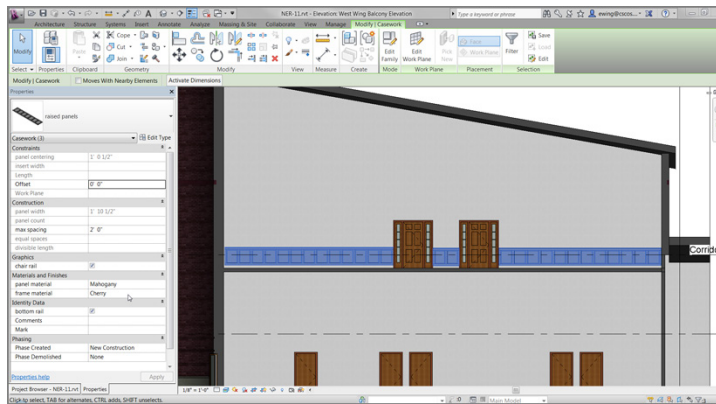 NER-11.rvt - Elevation: West Wing Balcony Elevation
Type a keyword or phrase
ewing@cscos...
Architecture Structure Systems Insert Annotate Analyze Massing & Site Collaborate View Manage Modify | Casework
Modify
Cope
Cut
Join
Edit Family
Edit Work Plane
Filter
Save
Load
Edit
Select Properties Clipboard Geometry Modify View Measure Create Mode Work Plane Placement Selection
Modify | Casework Moves With Nearby Elements Activate Dimensions
Properties
raised panels
Casework (3) Edit Type
Constraints
panel centering 1' 0 1/2"
insert width
Length
Offset 0' 0"
Work Plane
Construction
panel width 1' 10 1/2"
panel count
max spacing 2' 0"
equal spaces
divisible length
Graphics
chair rail
Materials and Finishes
panel material Mahogany
frame material Cherry
Identity Data
bottom rail
Comments
Mark
Phasing
Phase Created New Construction
Phase Demolished None
Properties help Apply
Project Browser - NER-11.rvt Properties
Corrido
1/8" = 1'-0"
Click to select, TAB for alternates, CTRL adds, SHIFT unselects.
:0
Main Model
:3